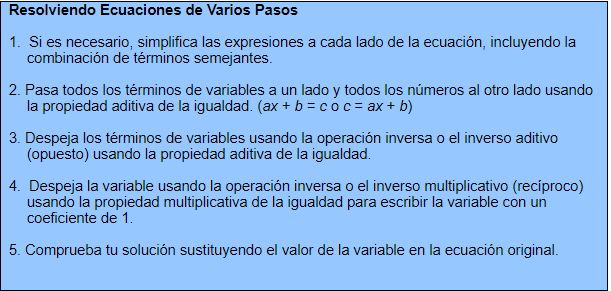 Resolviendo Ecuaciones de Varios Pasos
1. Si es necesario, simplifica las expresiones a cada lado de la ecuación, incluyendo la
combinación de términos semejantes.
2. Pasa todos los términos de variables a un lado y todos los números al otro lado usando
la propiedad aditiva de la igualdad. (ax + b = c o c = ax + b)
3. Despeja los términos de variables usando la operación inversa o el inverso aditivo
(opuesto) usando la propiedad aditiva de la igualdad.
4. Despeja la variable usando la operación inversa o el inverso multiplicativo (recíproco)
usando la propiedad multiplicativa de la igualdad para escribir la variable con un
coeficiente de 1.
5. Comprueba tu solución sustituyendo el valor de la variable en la ecuación original.